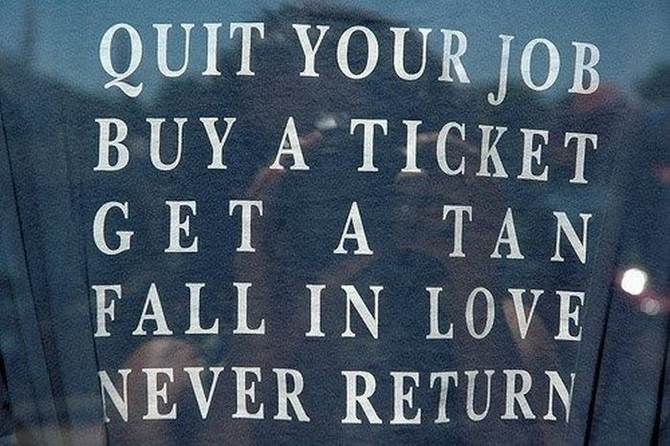 QUIT YOUR JOB
BUY A TICKET
GET A TAN
FALL IN LOVE
NEVER RETURN